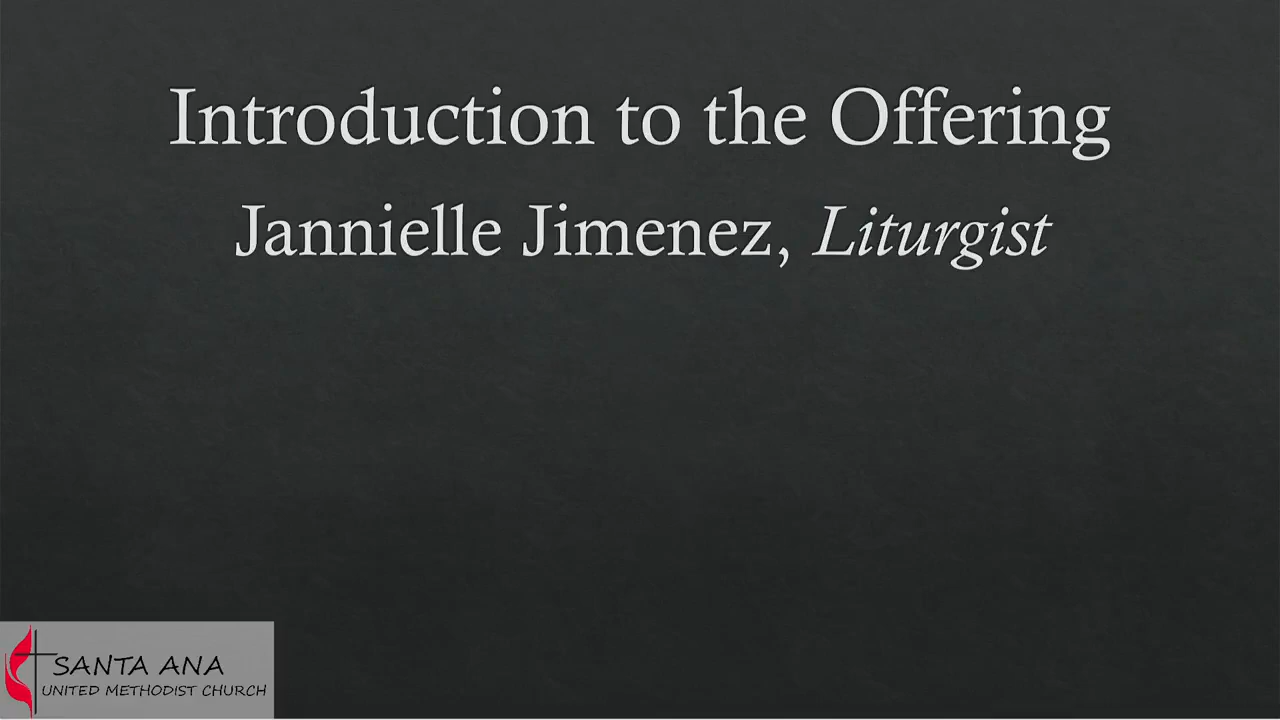 Introduction to the Offering
Jannielle Jimenez, Liturgist
SANTA ANA
UNITED METHODIST CHURCH